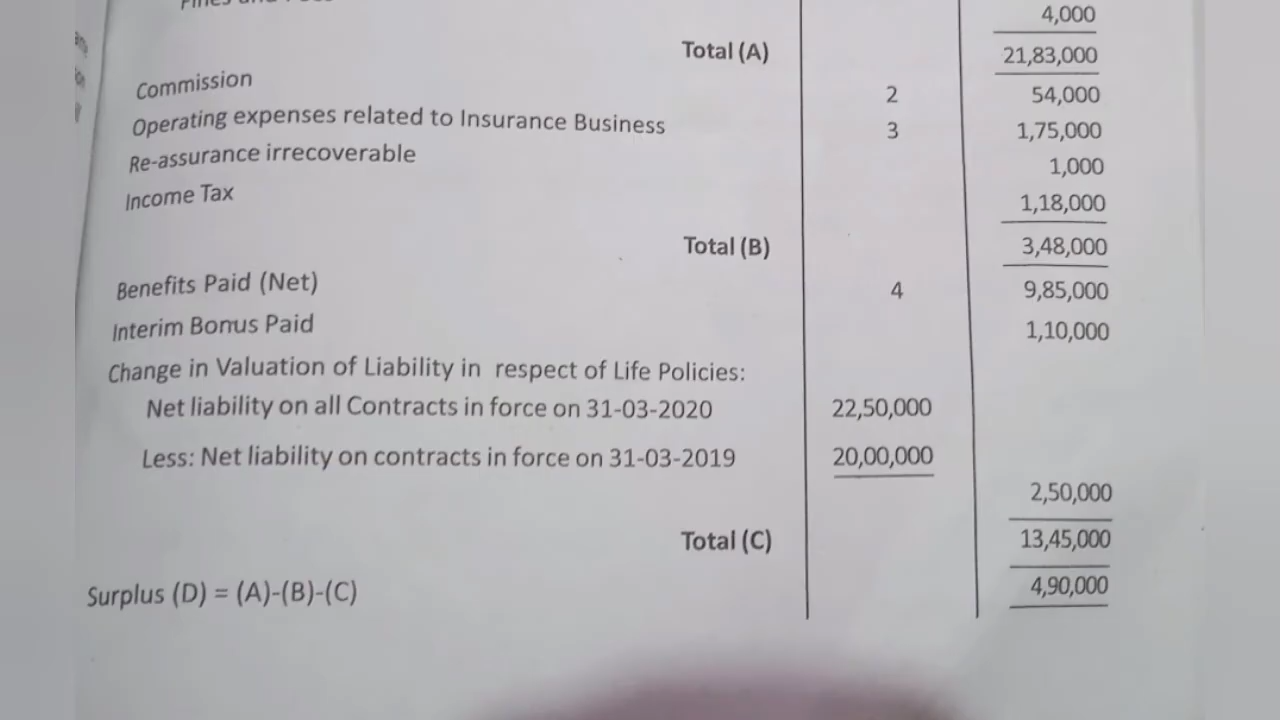 4,000
Total (A) 21,83,000
Commission 2 54,000
Operating expenses related to Insurance Business 3 1,75,000
Re-assurance irrecoverable 1,000
Income Tax 1,18,000
Total (B) 3,48,000
Benefits Paid (Net) 4 9,85,000
Interim Bonus Paid 1,10,000
Change in Valuation of Liability in respect of Life Policies:
Net liability on all Contracts in force on 31-03-2020 22,50,000
Less: Net liability on contracts in force on 31-03-2019 20,00,000
2,50,000
Total (C) 13,45,000
Surplus (D) = (A)-(B)-(C) 4,90,000